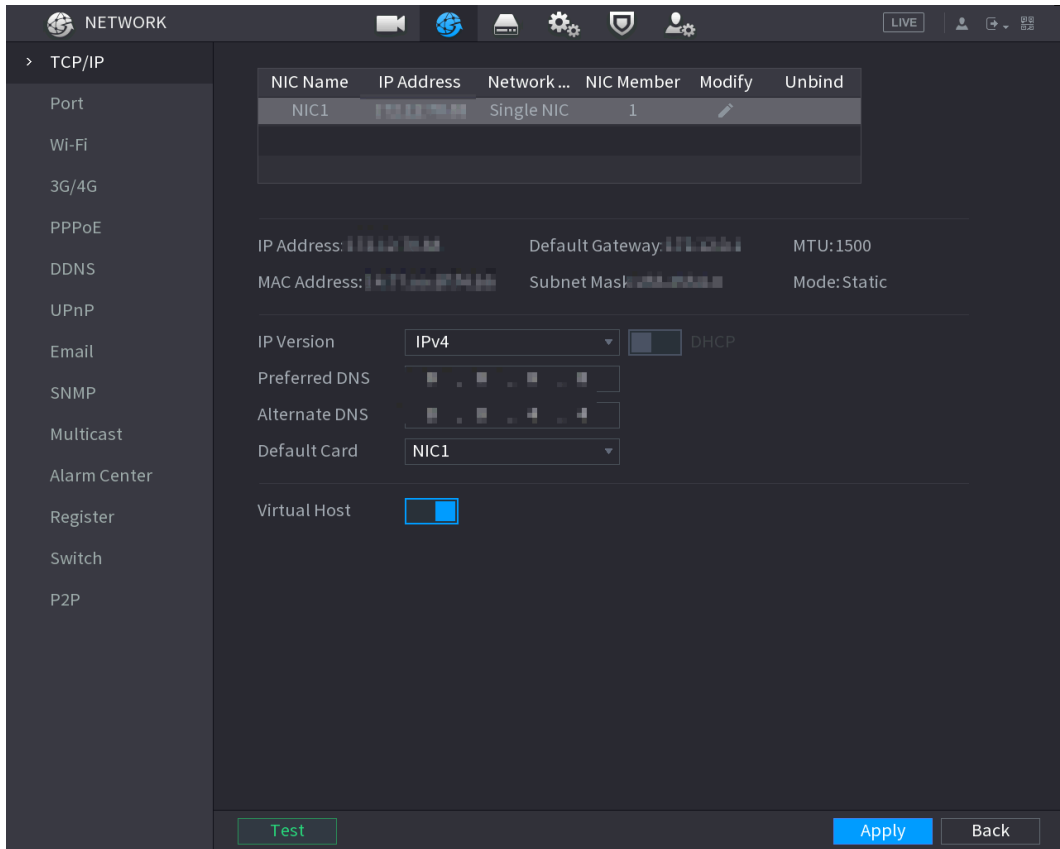 NETWORK
LIVE
TCP/IP
Port
Wi-Fi
3G/4G
PPPoE
DDNS
UPnP
Email
SNMP
Multicast
Alarm Center
Register
Switch
P2P
NIC Name IP Address Network ... NIC Member Modify Unbind
NIC1 Single NIC 1
IP Address: Default Gateway: MTU:1500
MAC Address: Subnet Mask Mode:Static
IP Version IPv4 DHCP
Preferred DNS
Alternate DNS
Default Card NIC1
Virtual Host
Test Apply Back